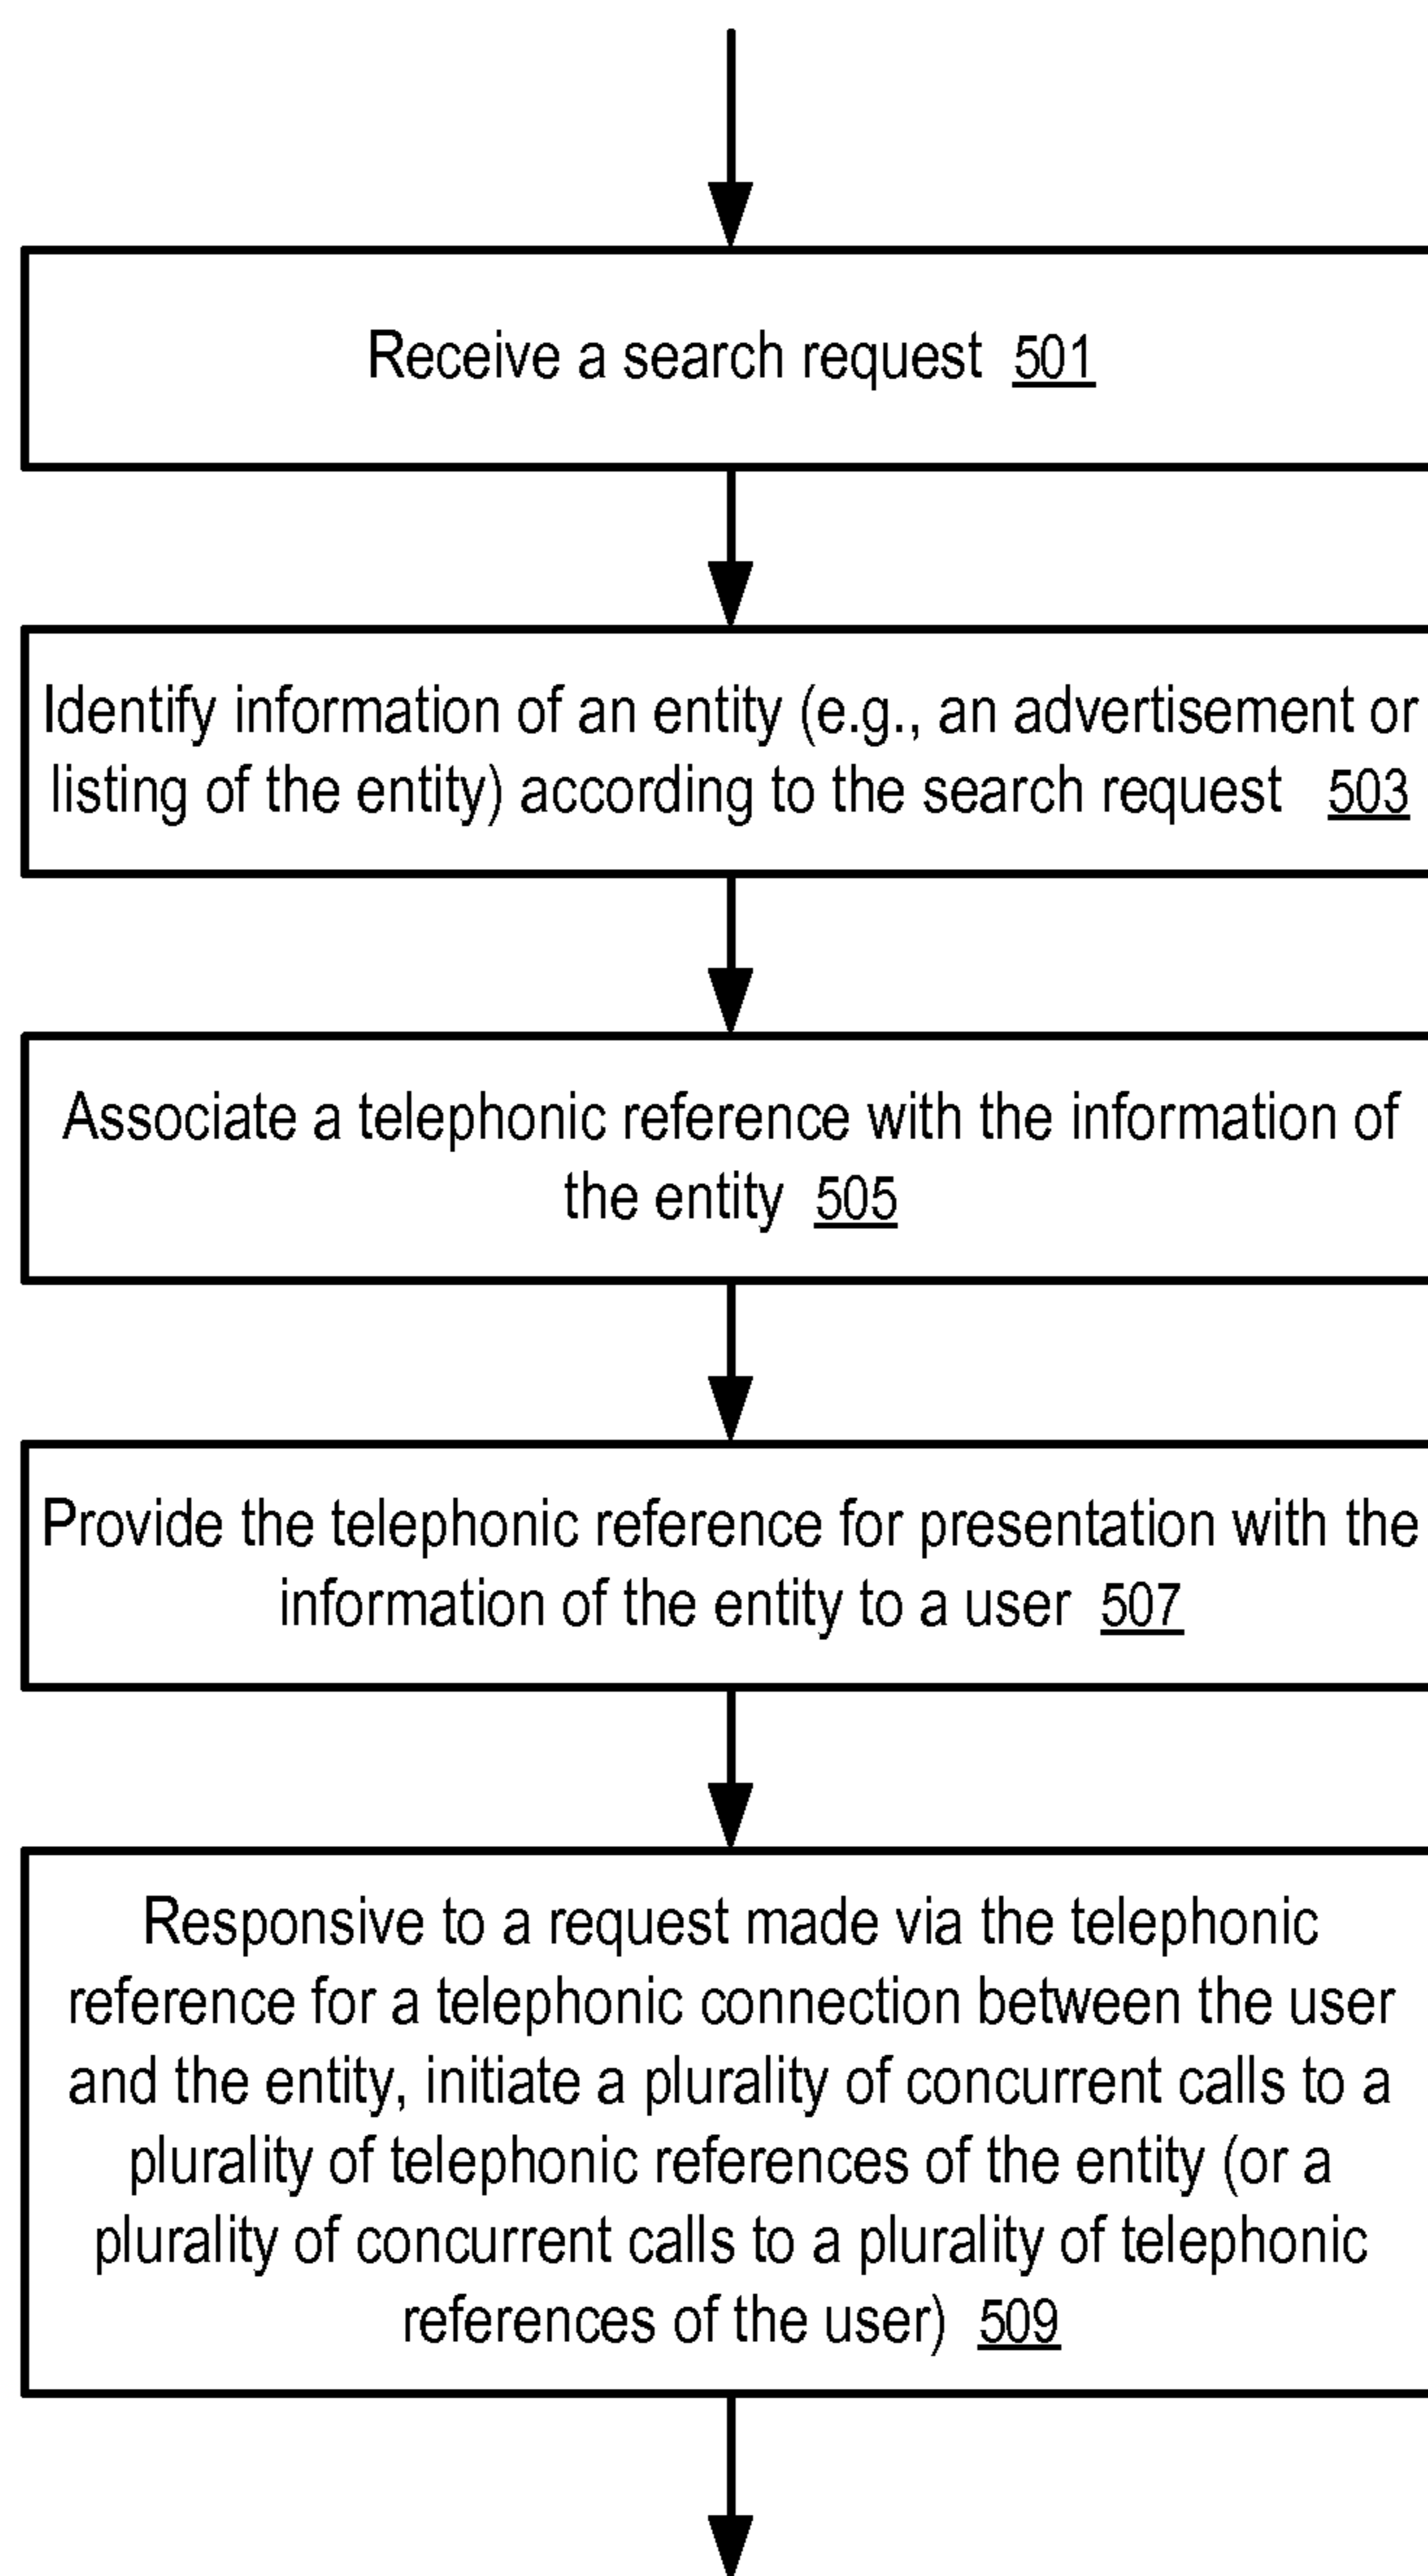 Receive a search request 501
Identify information of an entity (e.g., an advertisement or
listing of the entity) according to the search request 503
Associate a telephonic reference with the information of
the entity 505
Provide the telephonic reference for presentation with the
information of the entity to a user 507
Responsive to a request made via the telephonic
reference for a telephonic connection between the user
and the entity, initiate a plurality of concurrent calls to a
plurality of telephonic references of the entity (or a
plurality of concurrent calls to a plurality of telephonic
references of the user) 509